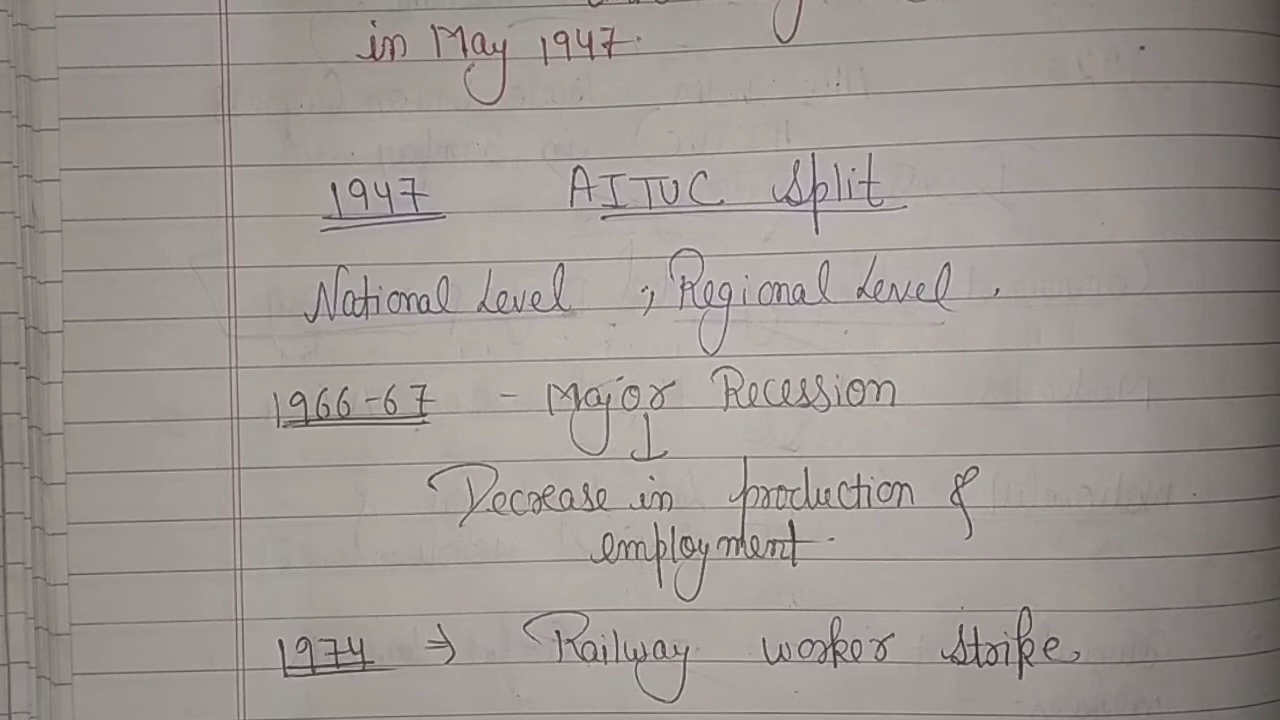 in May 1947.
1947 AITUC Split
National Level , Regional Level .
1966-67 - Major Recession
↓
Decrease in production &
employment.
1974 ⇒ Railway worker strike.